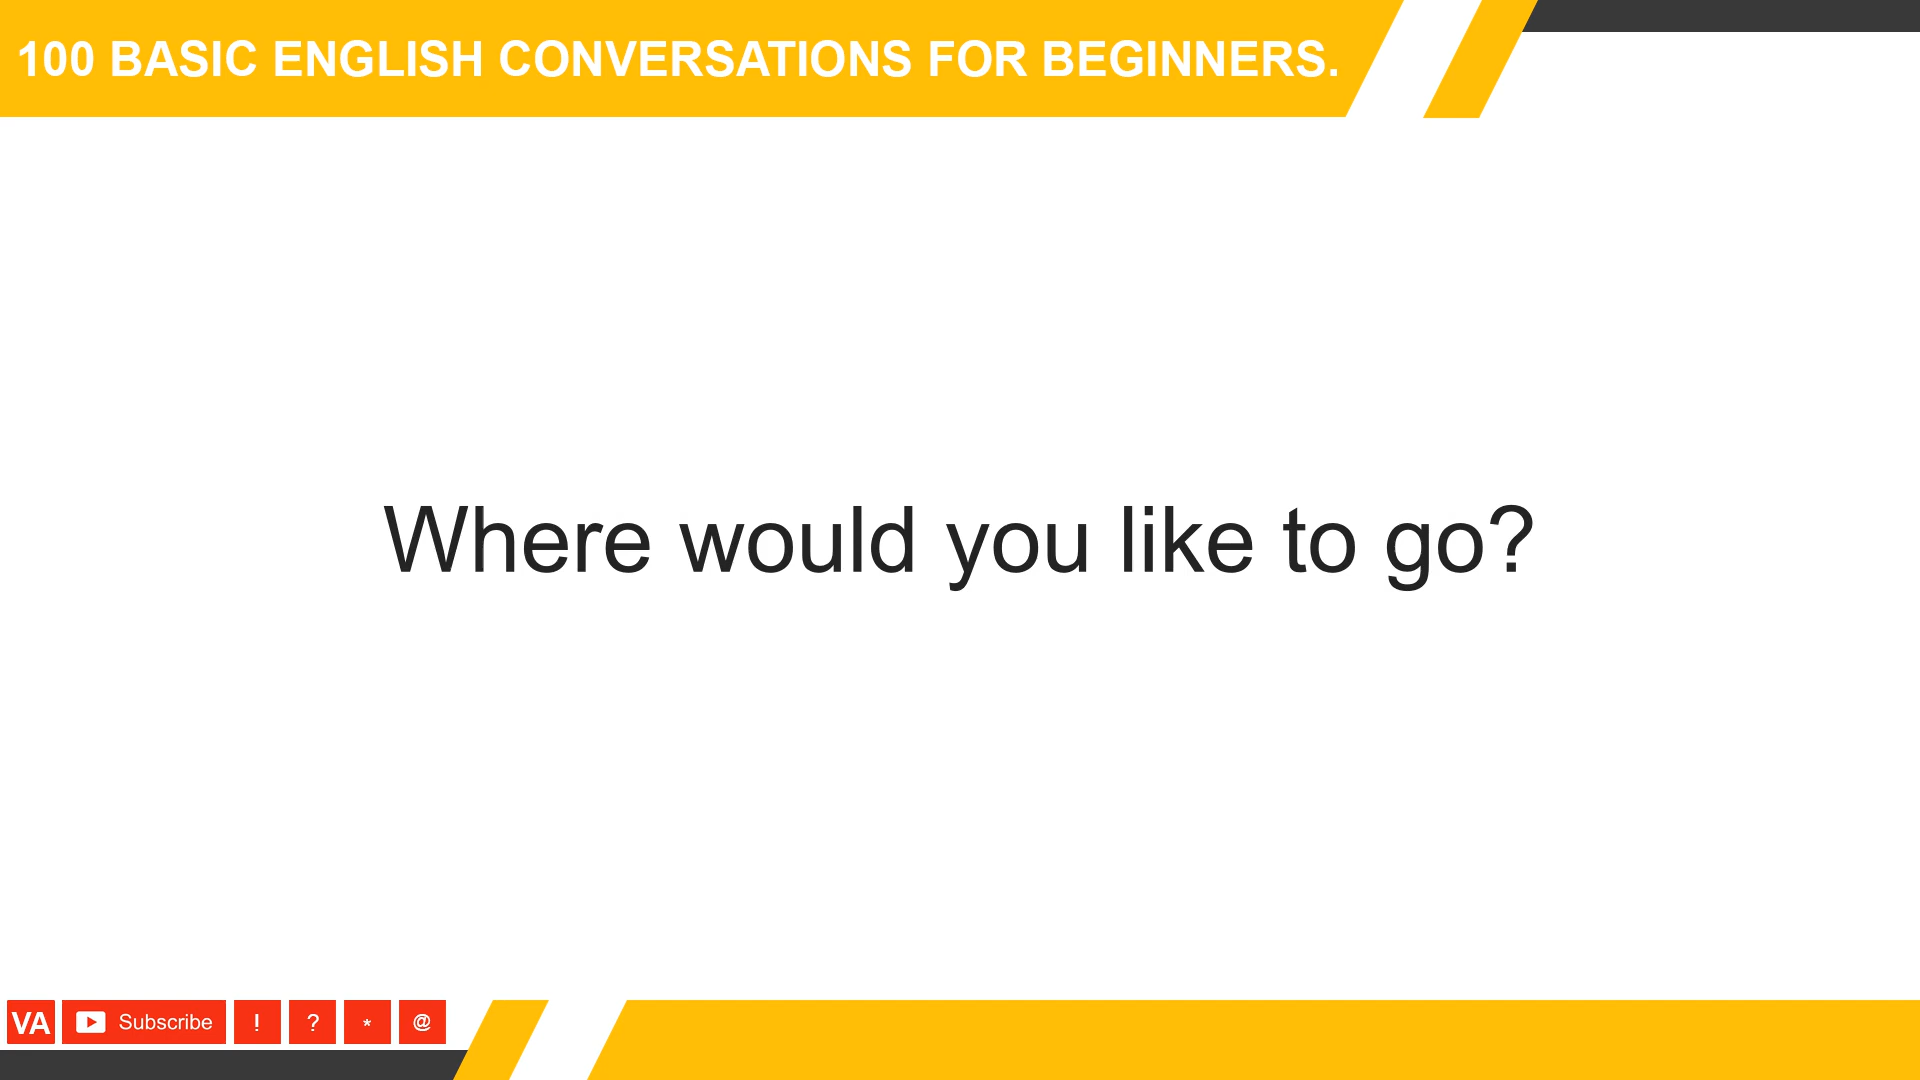 100 BASIC ENGLISH CONVERSATIONS FOR BEGINNERS.
Where would you like to go?
VA Subscribe ! ? * @